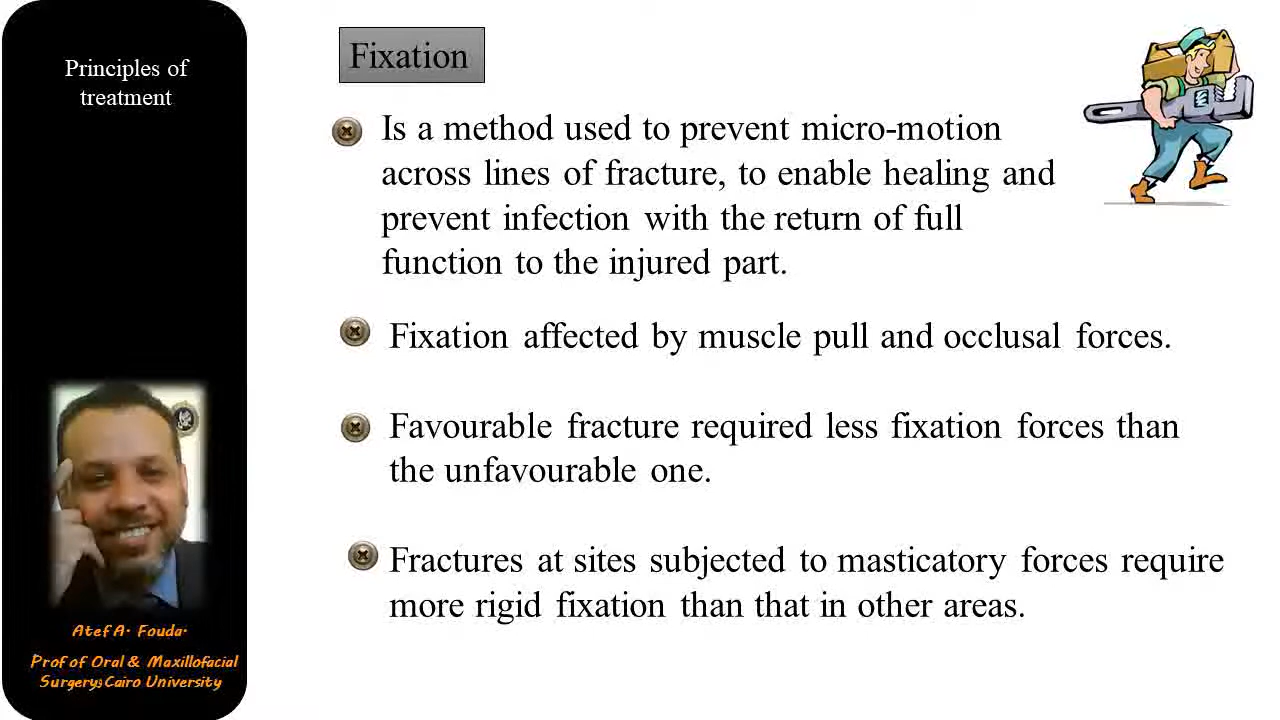 Principles of
treatment
Fixation
Is a method used to prevent micro-motion
across lines of fracture, to enable healing and
prevent infection with the return of full
function to the injured part.
Fixation affected by muscle pull and occlusal forces.
Favourable fracture required less fixation forces than
the unfavourable one.
Fractures at sites subjected to masticatory forces require
more rigid fixation than that in other areas.
Atef A. Fouda.
Prof of Oral & Maxillofacial
Surgery, Cairo University